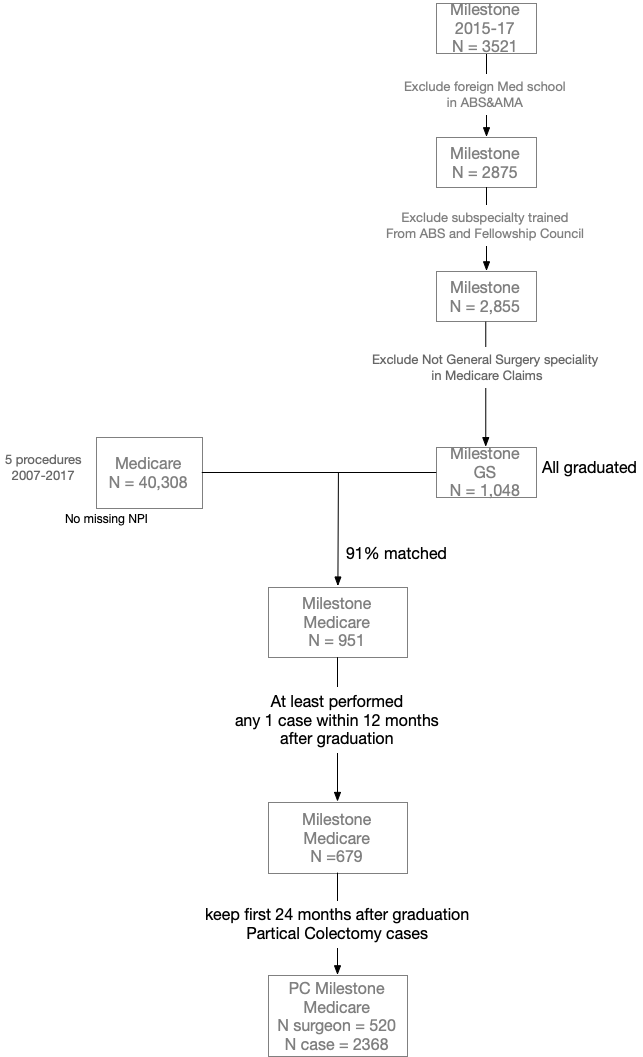 Milestone
2015-17
N = 3521
Exclude foreign Med school
in ABS&AMA
Milestone
N = 2875
Exclude subspecialty trained
From ABS and Fellowship Council
Milestone
N = 2,855
Exclude Not General Surgery speciality
in Medicare Claims
5 procedures
2007-2017
Medicare
N = 40,308
No missing NPI
Milestone
GS
N = 1,048
All graduated
91% matched
Milestone
Medicare
N = 951
At least performed
any 1 case within 12 months
after graduation
Milestone
Medicare
N =679
keep first 24 months after graduation
Partical Colectomy cases
PC Milestone
Medicare
N surgeon = 520
N case = 2368